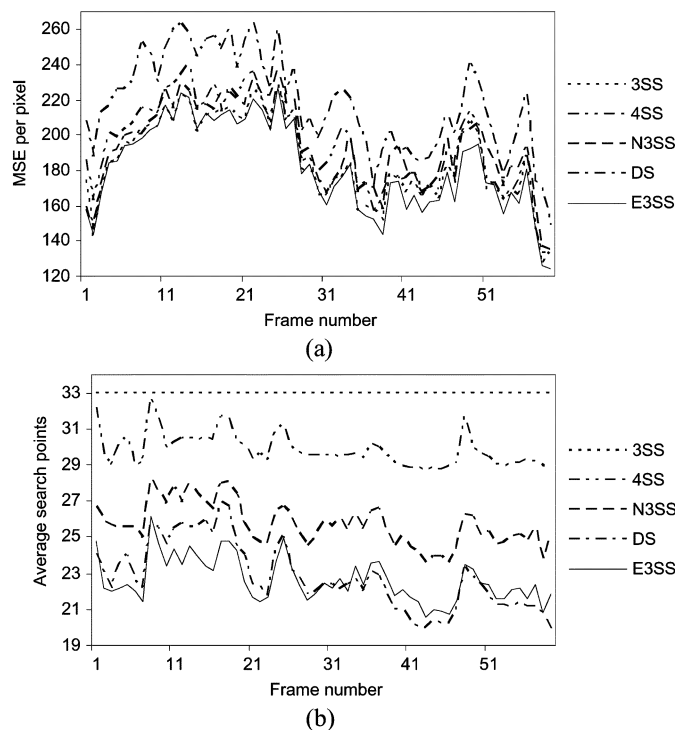 260
240
220
200
180
160
140
120
MSE per pixel
1 11 21 31 41 51
Frame number
3SS
4SS
N3SS
DS
E3SS
(a)
33
31
29
27
25
23
21
19
Average search points
1 11 21 31 41 51
Frame number
3SS
4SS
N3SS
DS
E3SS
(b)